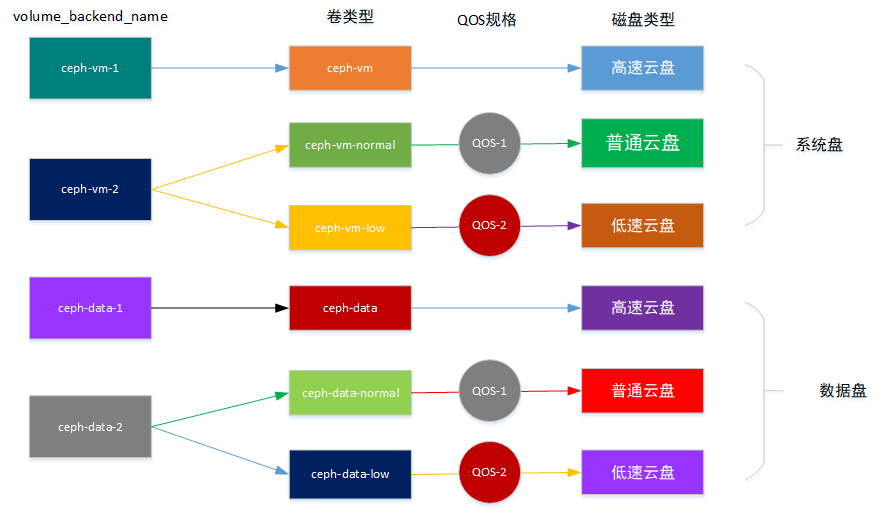 volume_backend_name
卷类型
QOS规格
磁盘类型
ceph-vm-1
ceph-vm
高速云盘
ceph-vm-normal
QOS-1
普通云盘
系统盘
ceph-vm-2
ceph-vm-low
QOS-2
低速云盘
ceph-data-1
ceph-data
高速云盘
ceph-data-normal
QOS-1
普通云盘
数据盘
ceph-data-2
ceph-data-low
QOS-2
低速云盘